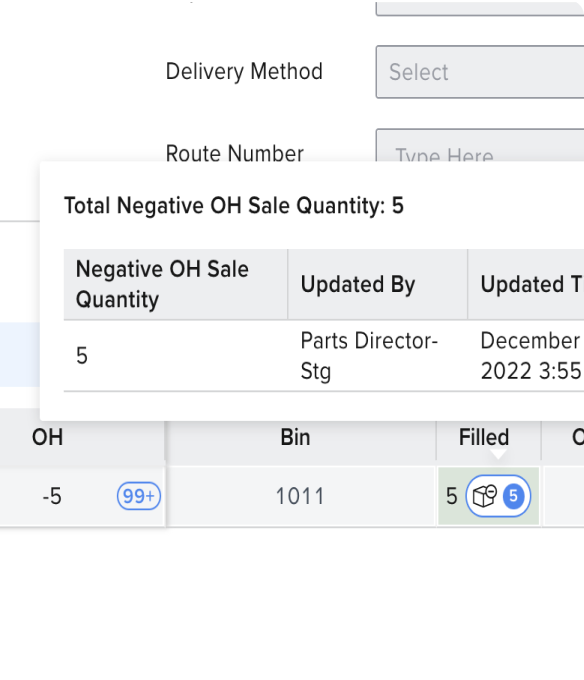 Delivery Method
Select
Route Number
Type Here
Total Negative OH Sale Quantity: 5
Negative OH Sale
Quantity
Updated By
Updated T
5
Parts Director-
Stg
December
2022 3:55
OH
Bin
Filled
-5
99+
1011
5
5